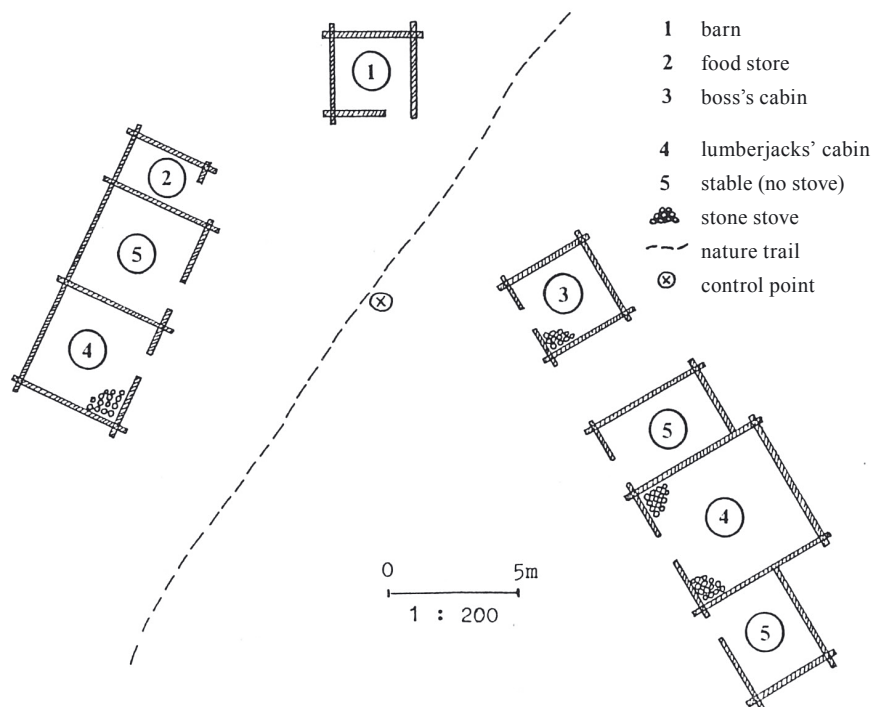 1 barn
2 food store
3 boss's cabin
4 lumberjacks' cabin
5 stable (no stove)
stone stove
nature trail
control point
1
2
5
4
3
5
4
5
0 5m
1 : 200